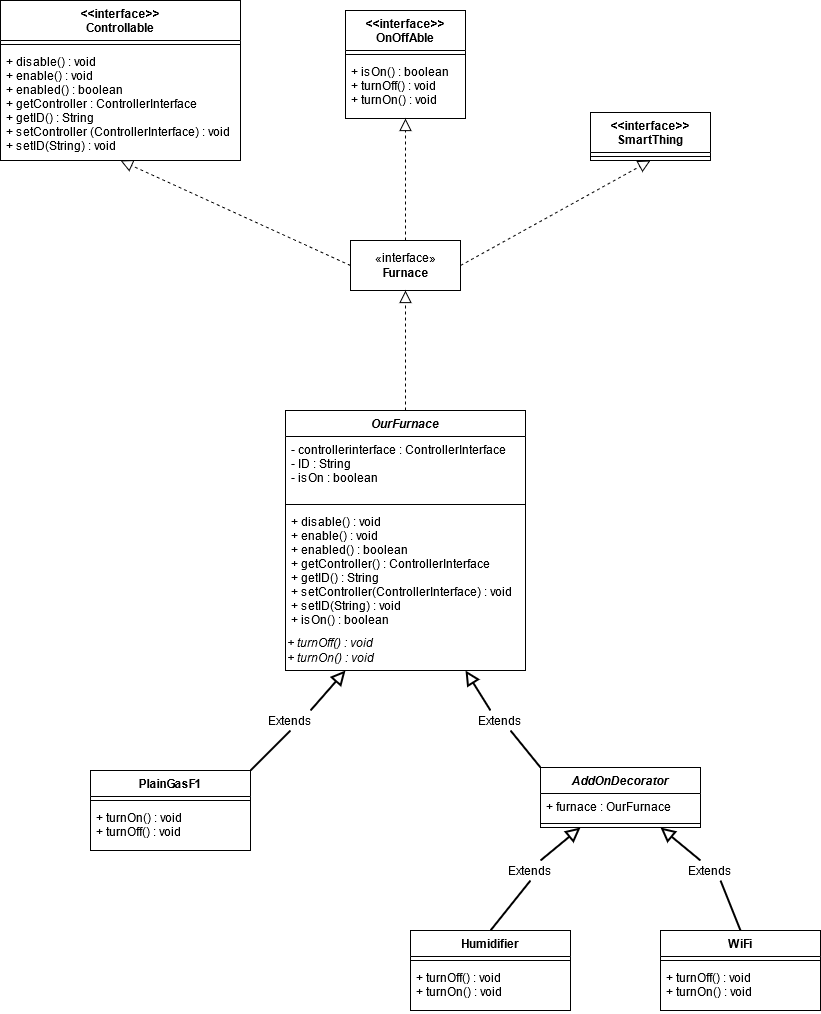 <<interface>>
Controllable
+ disable() : void
+ enable() : void
+ enabled() : boolean
+ getController : ControllerInterface
+ getID() : String
+ setController (ControllerInterface) : void
+ setID(String) : void
<<interface>>
OnOffAble
+ isOn() : boolean
+ turnOff() : void
+ turnOn() : void
<<interface>>
SmartThing
«interface»
Furnace
OurFurnace
- controllerinterface : ControllerInterface
- ID : String
- isOn : boolean
+ disable() : void
+ enable() : void
+ enabled() : boolean
+ getController() : ControllerInterface
+ getID() : String
+ setController(ControllerInterface) : void
+ setID(String) : void
+ isOn() : boolean
+ turnOff() : void
+ turnOn() : void
Extends
Extends
PlainGasF1
+ turnOn() : void
+ turnOff() : void
AddOnDecorator
+ furnace : OurFurnace
Extends
Extends
Humidifier
+ turnOff() : void
+ turnOn() : void
WiFi
+ turnOff() : void
+ turnOn() : void